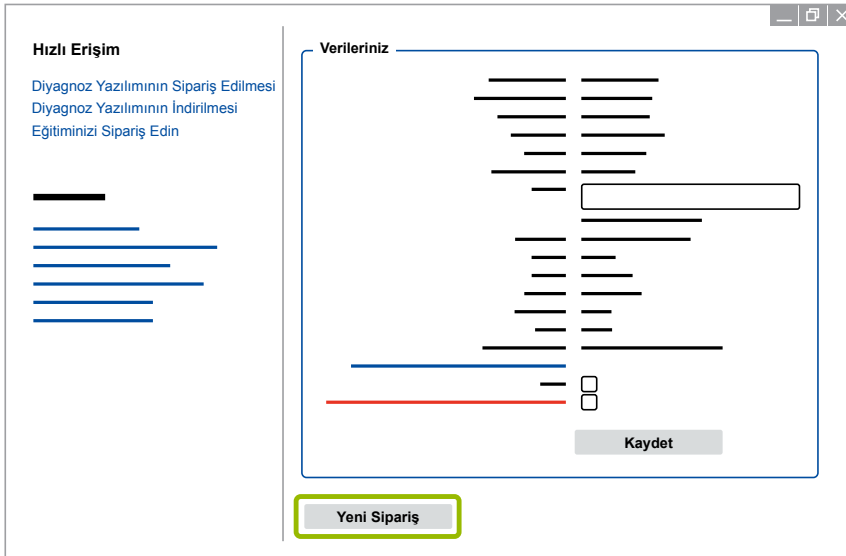 Hızlı Erişim
Diyagnoz Yazılımının Sipariş Edilmesi
Diyagnoz Yazılımının İndirilmesi
Eğitiminizi Sipariş Edin
Verileriniz
Kaydet
Yeni Sipariş